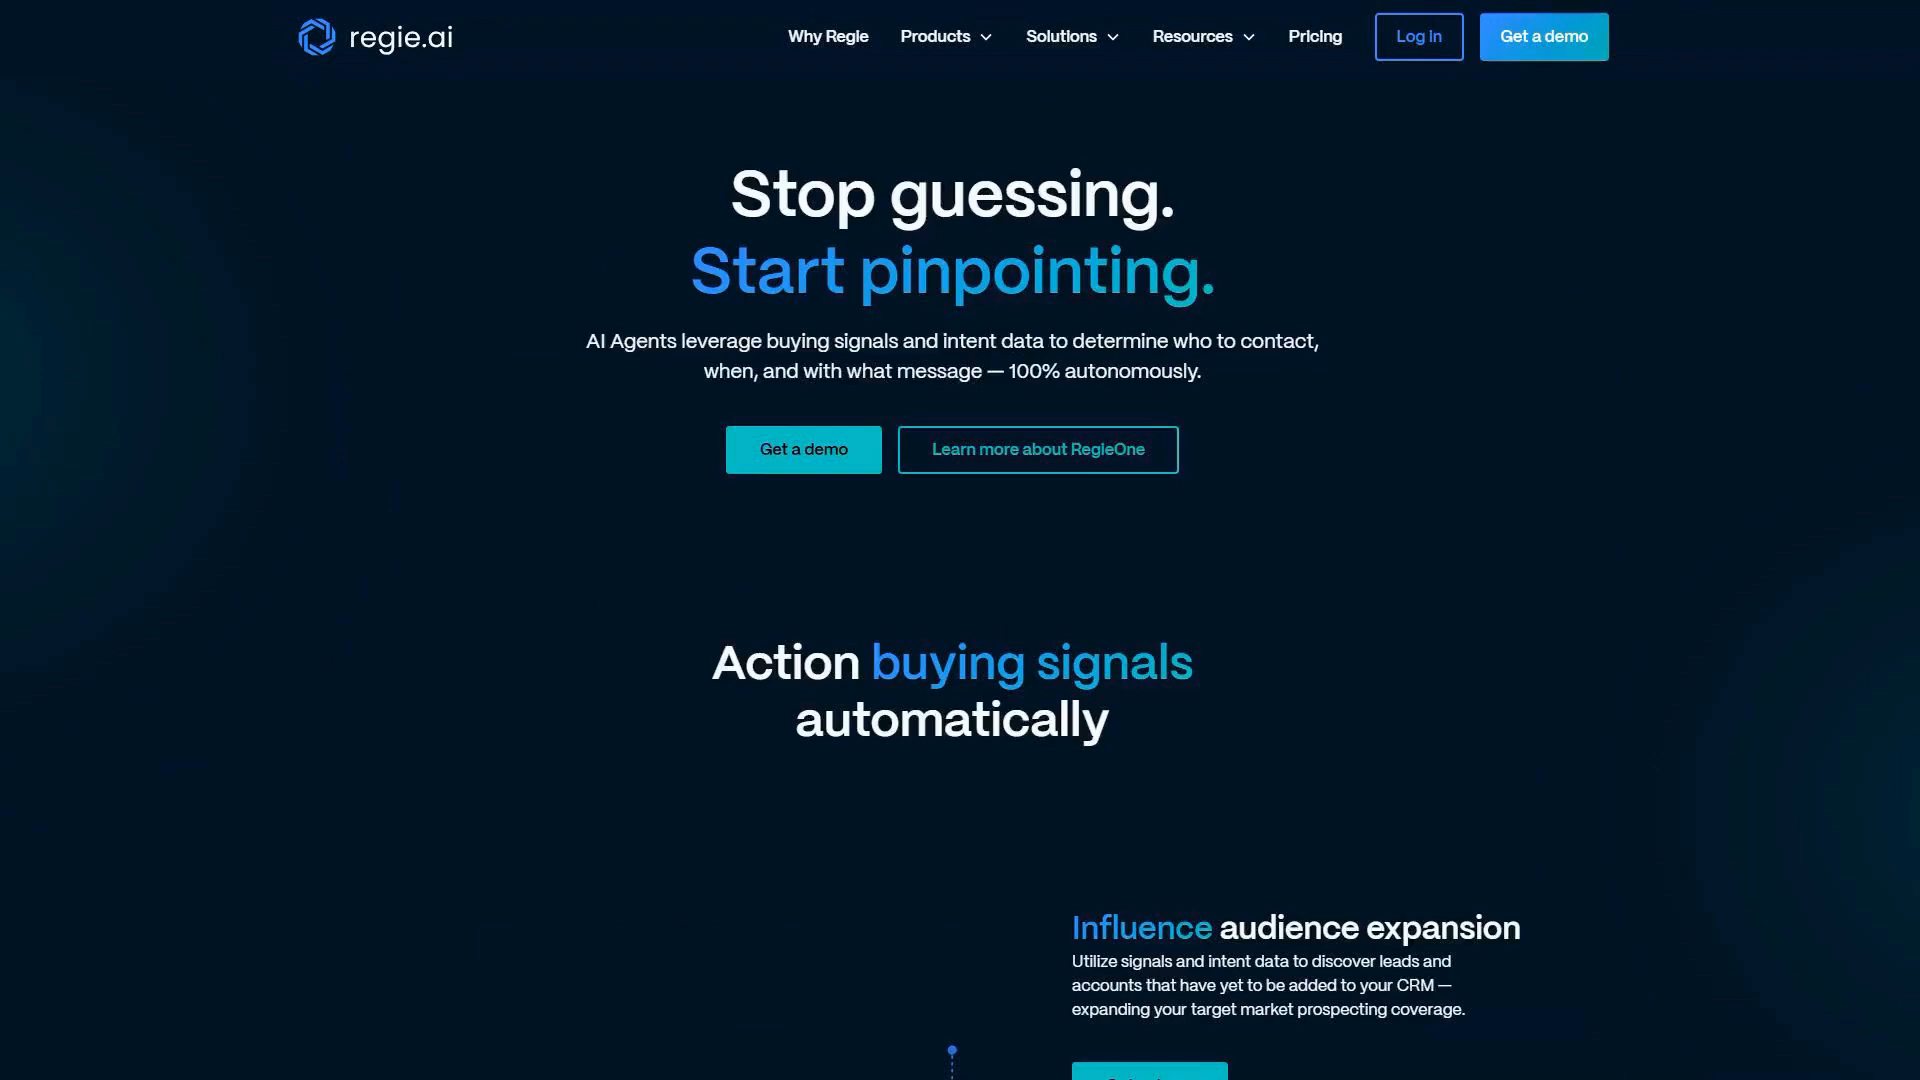 regie.ai
Why Regie
Products
Solutions
Resources
Pricing
Log in
Get a demo
Stop guessing.
Start pinpointing.
AI Agents leverage buying signals and intent data to determine who to contact,
when, and with what message — 100% autonomously.
Get a demo
Learn more about RegieOne
Action buying signals
automatically
Influence audience expansion
Utilize signals and intent data to discover leads and
accounts that have yet to be added to your CRM —
expanding your target market prospecting coverage.